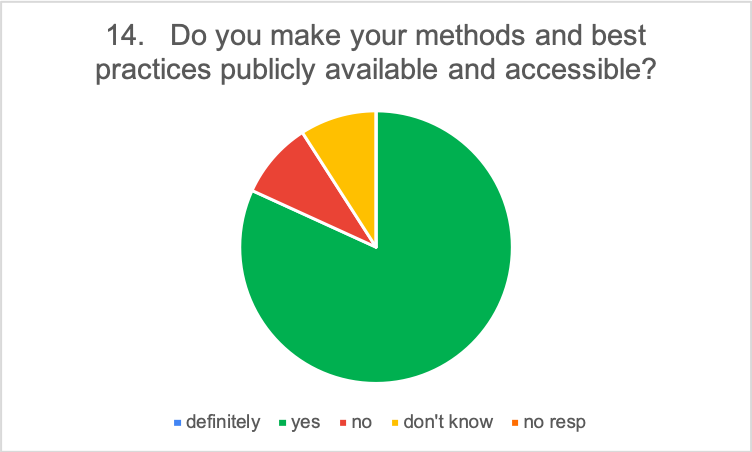 14. Do you make your methods and best
practices publicly available and accessible?
definitely yes no don't know no resp